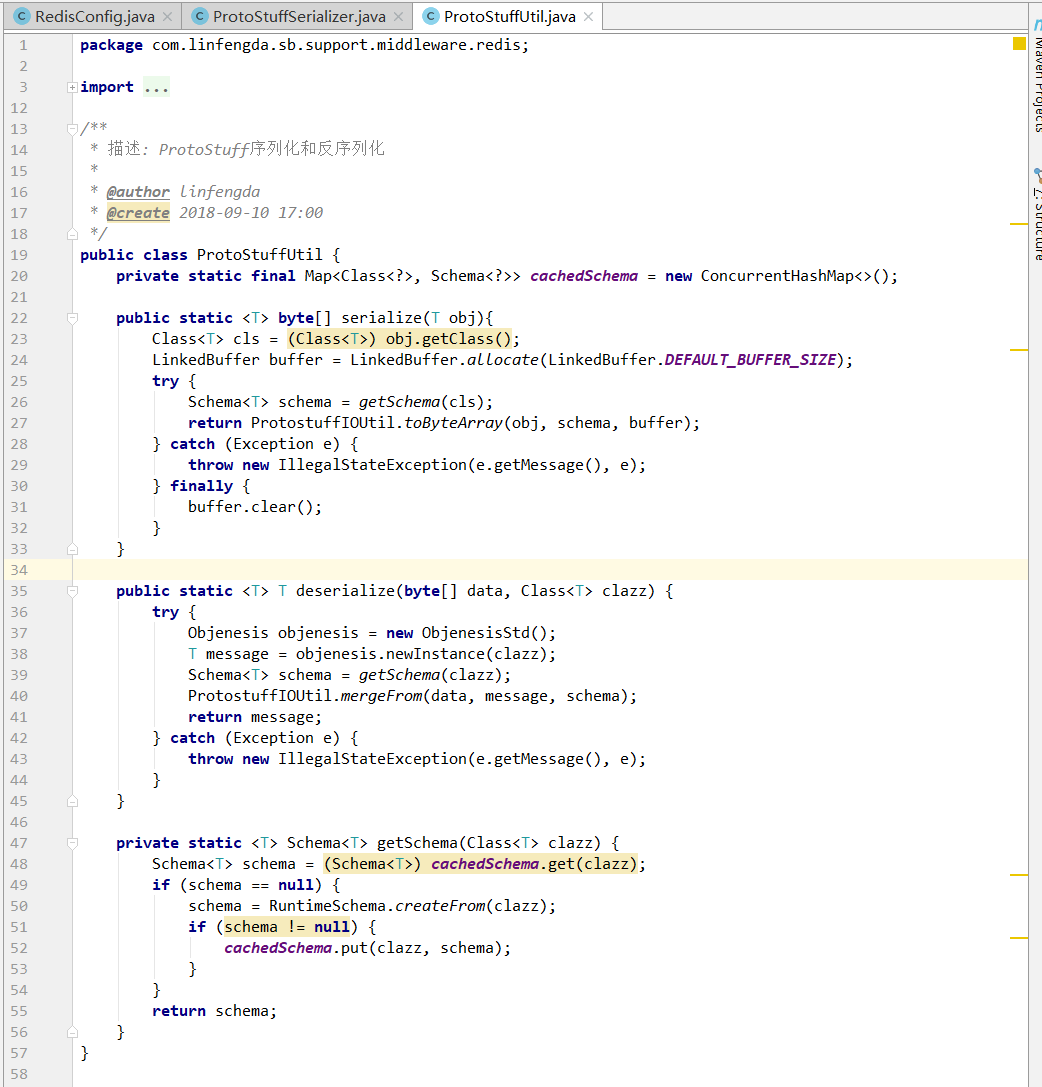 RedisConfig.java ProtoStuffSerializer.java ProtoStuffUtil.java
1 package com.linfengda.sb.support.middleware.redis;
2
3 import ...
12
13 /**
14 * 描述: ProtoStuff序列化和反序列化
15 *
16 * @author linfengda
17 * @create 2018-09-10 17:00
18 */
19 public class ProtoStuffUtil {
20 private static final Map<Class<?>, Schema<?>> cachedSchema = new ConcurrentHashMap<>();
21
22 public static <T> byte[] serialize(T obj){
23 Class<T> cls = (Class<T>) obj.getClass();
24 LinkedBuffer buffer = LinkedBuffer.allocate(LinkedBuffer.DEFAULT_BUFFER_SIZE);
25 try {
26 Schema<T> schema = getSchema(cls);
27 return ProtostuffIOUtil.toByteArray(obj, schema, buffer);
28 } catch (Exception e) {
29 throw new IllegalStateException(e.getMessage(), e);
30 } finally {
31 buffer.clear();
32 }
33 }
34
35 public static <T> T deserialize(byte[] data, Class<T> clazz) {
36 try {
37 Objenesis objenesis = new ObjenesisStd();
38 T message = objenesis.newInstance(clazz);
39 Schema<T> schema = getSchema(clazz);
40 ProtostuffIOUtil.mergeFrom(data, message, schema);
41 return message;
42 } catch (Exception e) {
43 throw new IllegalStateException(e.getMessage(), e);
44 }
45 }
46
47 private static <T> Schema<T> getSchema(Class<T> clazz) {
48 Schema<T> schema = (Schema<T>) cachedSchema.get(clazz);
49 if (schema == null) {
50 schema = RuntimeSchema.createFrom(clazz);
51 if (schema != null) {
52 cachedSchema.put(clazz, schema);
53 }
54 }
55 return schema;
56 }
57 }
58
Maven Projects
7: Structure